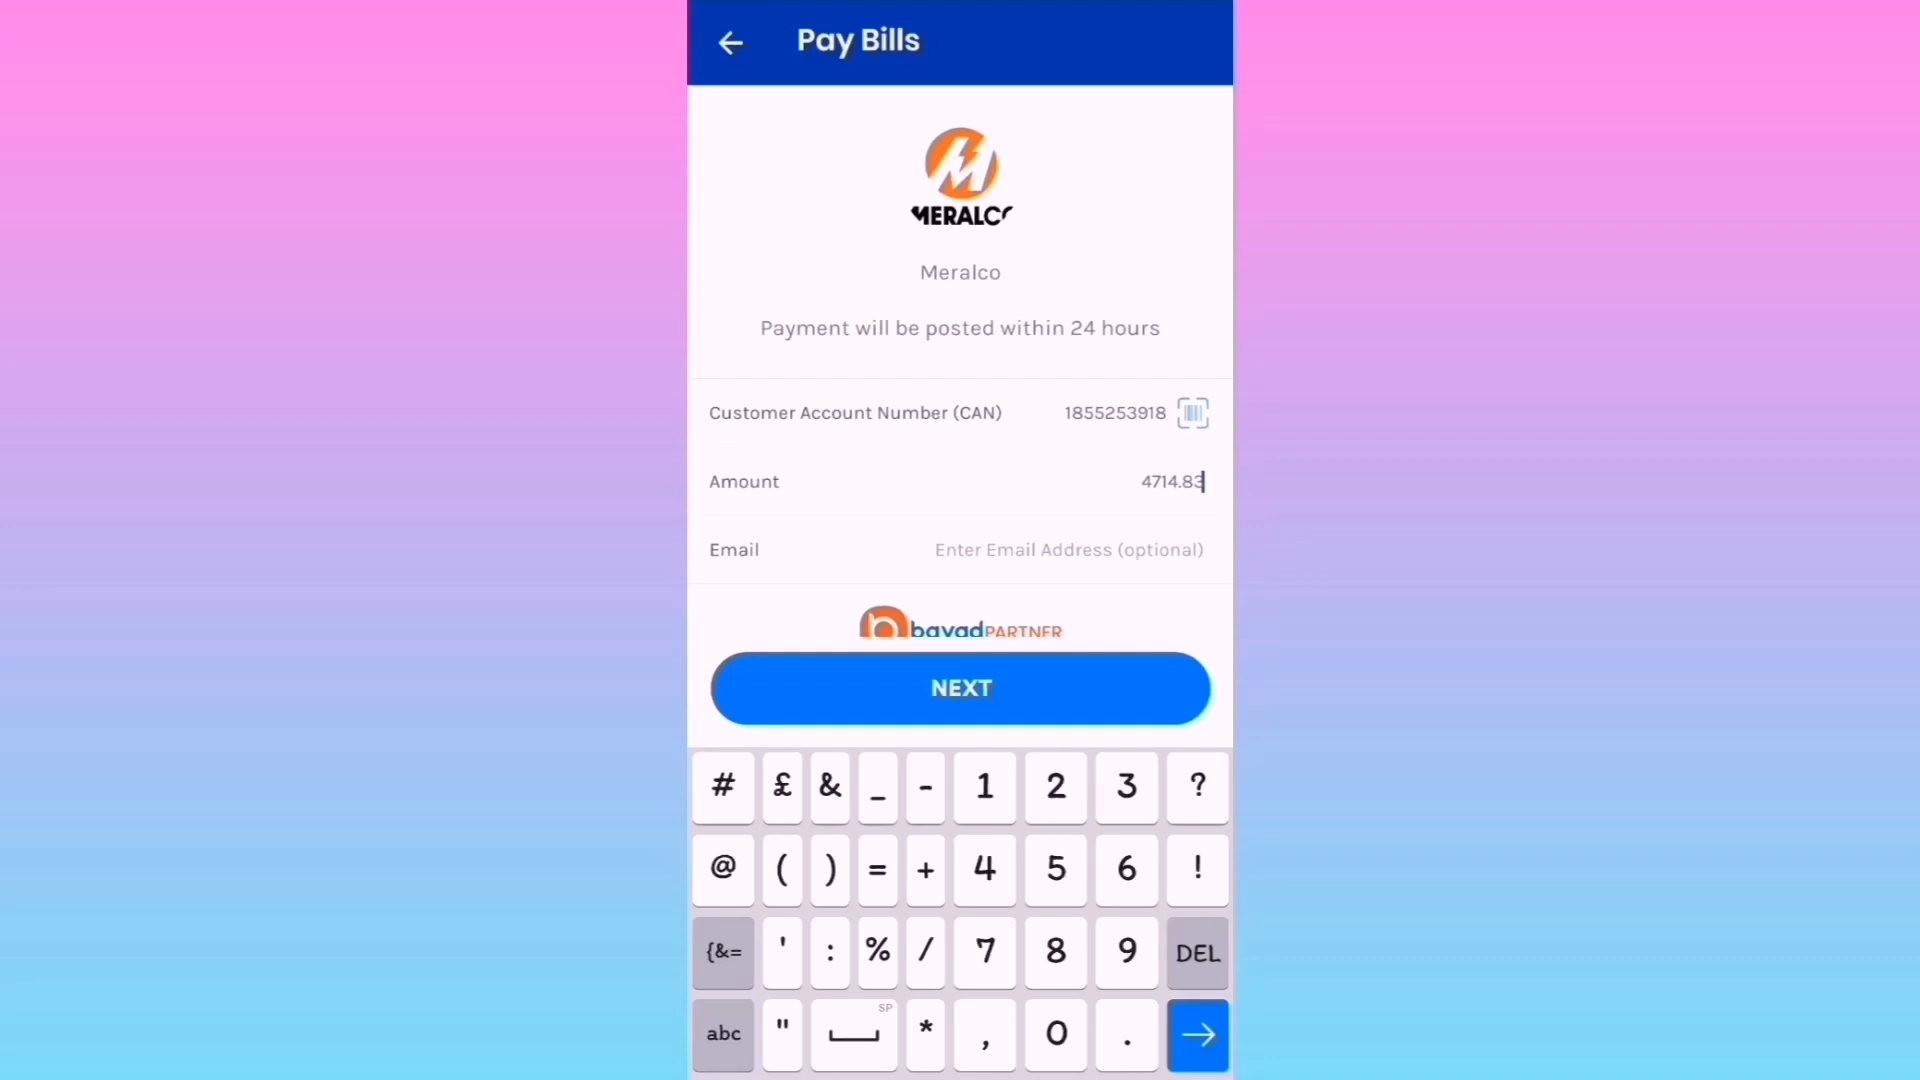 Pay Bills
MERALCO
Meralco
Payment will be posted within 24 hours
Customer Account Number (CAN) 1855253918
Amount 4714.83
Email Enter Email Address (optional)
bayad PARTNER
NEXT
# £ & _ - 1 2 3 ?
@ ( ) = + 4 5 6 !
{&= ' : % / 7 8 9 DEL
abc " SP * , 0 .